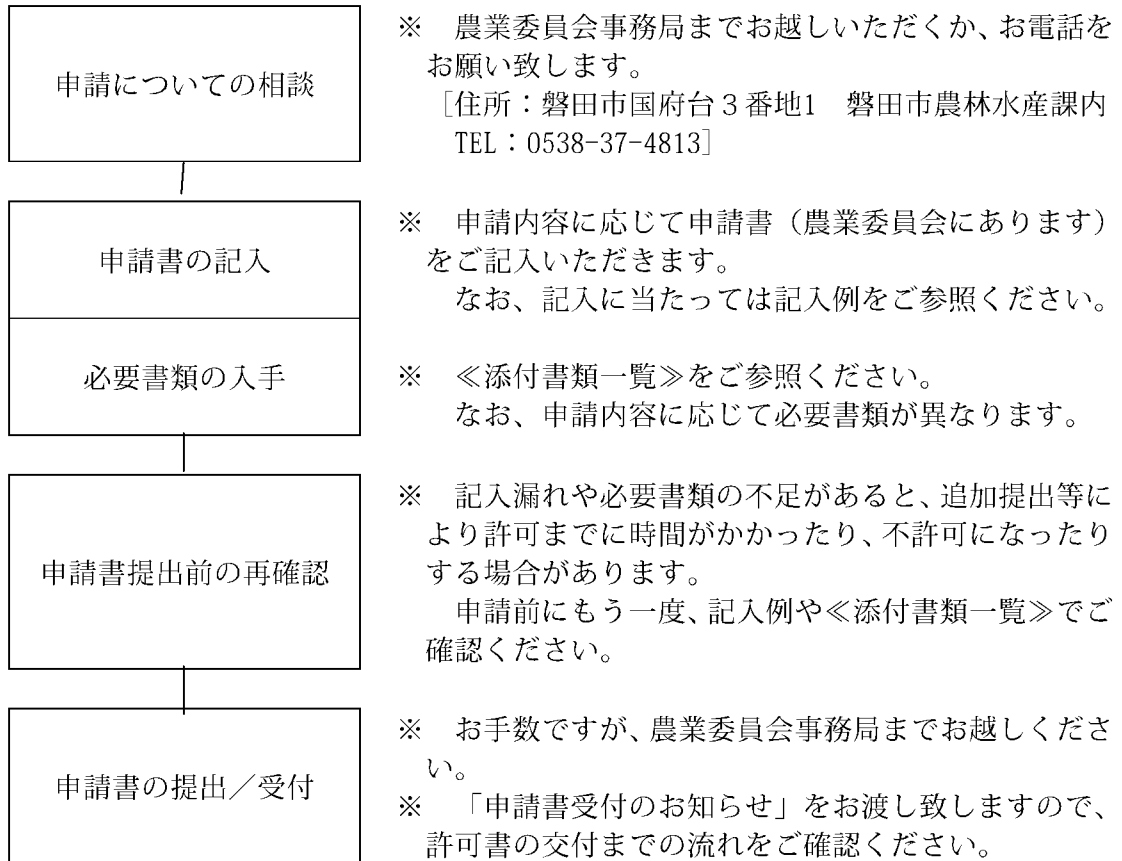 申請についての相談
※　農業委員会事務局までお越しいただくか、お電話を
お願い致します。
［住所：磐田市国府台３番地1　磐田市農林水産課内
TEL：0538-37-4813］
申請書の記入
※　申請内容に応じて申請書（農業委員会にあります）
をご記入いただきます。
なお、記入に当たっては記入例をご参照ください。
必要書類の入手
※　≪添付書類一覧≫をご参照ください。
なお、申請内容に応じて必要書類が異なります。
申請書提出前の再確認
※　記入漏れや必要書類の不足があると、追加提出等に
より許可までに時間がかかったり、不許可になったり
する場合があります。
申請前にもう一度、記入例や≪添付書類一覧≫でご
確認ください。
申請書の提出／受付
※　お手数ですが、農業委員会事務局までお越しくださ
い。
※　「申請書受付のお知らせ」をお渡し致しますので、
許可書の交付までの流れをご確認ください。